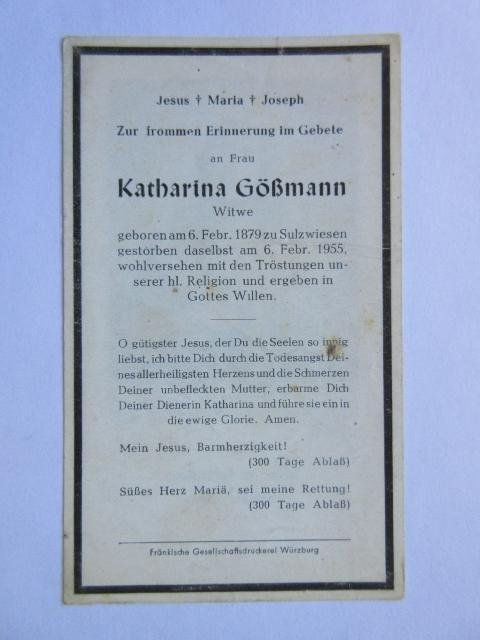 Jesus † Maria † Joseph
Zur frommen Erinnerung im Gebete
an Frau
Katharina Gößmann
Witwe
geboren am 6. Febr. 1879 zu Sulzwiesen
gestorben daselbst am 6. Febr. 1955,
wohlversehen mit den Tröstungen un-
serer hl. Religion und ergeben in
Gottes Willen.
O gütigster Jesus, der Du die Seelen so innig
liebst, ich bitte Dich durch die Todesangst Dei-
nes allerheiligsten Herzens und die Schmerzen
Deiner unbefleckten Mutter, erbarme Dich
Deiner Dienerin Katharina und führe sie ein in
die ewige Glorie. Amen.
Mein Jesus, Barmherzigkeit!
(300 Tage Ablaß)
Süßes Herz Mariä, sei meine Rettung!
(300 Tage Ablaß)
Fränkische Gesellschaftsdruckerei Würzburg